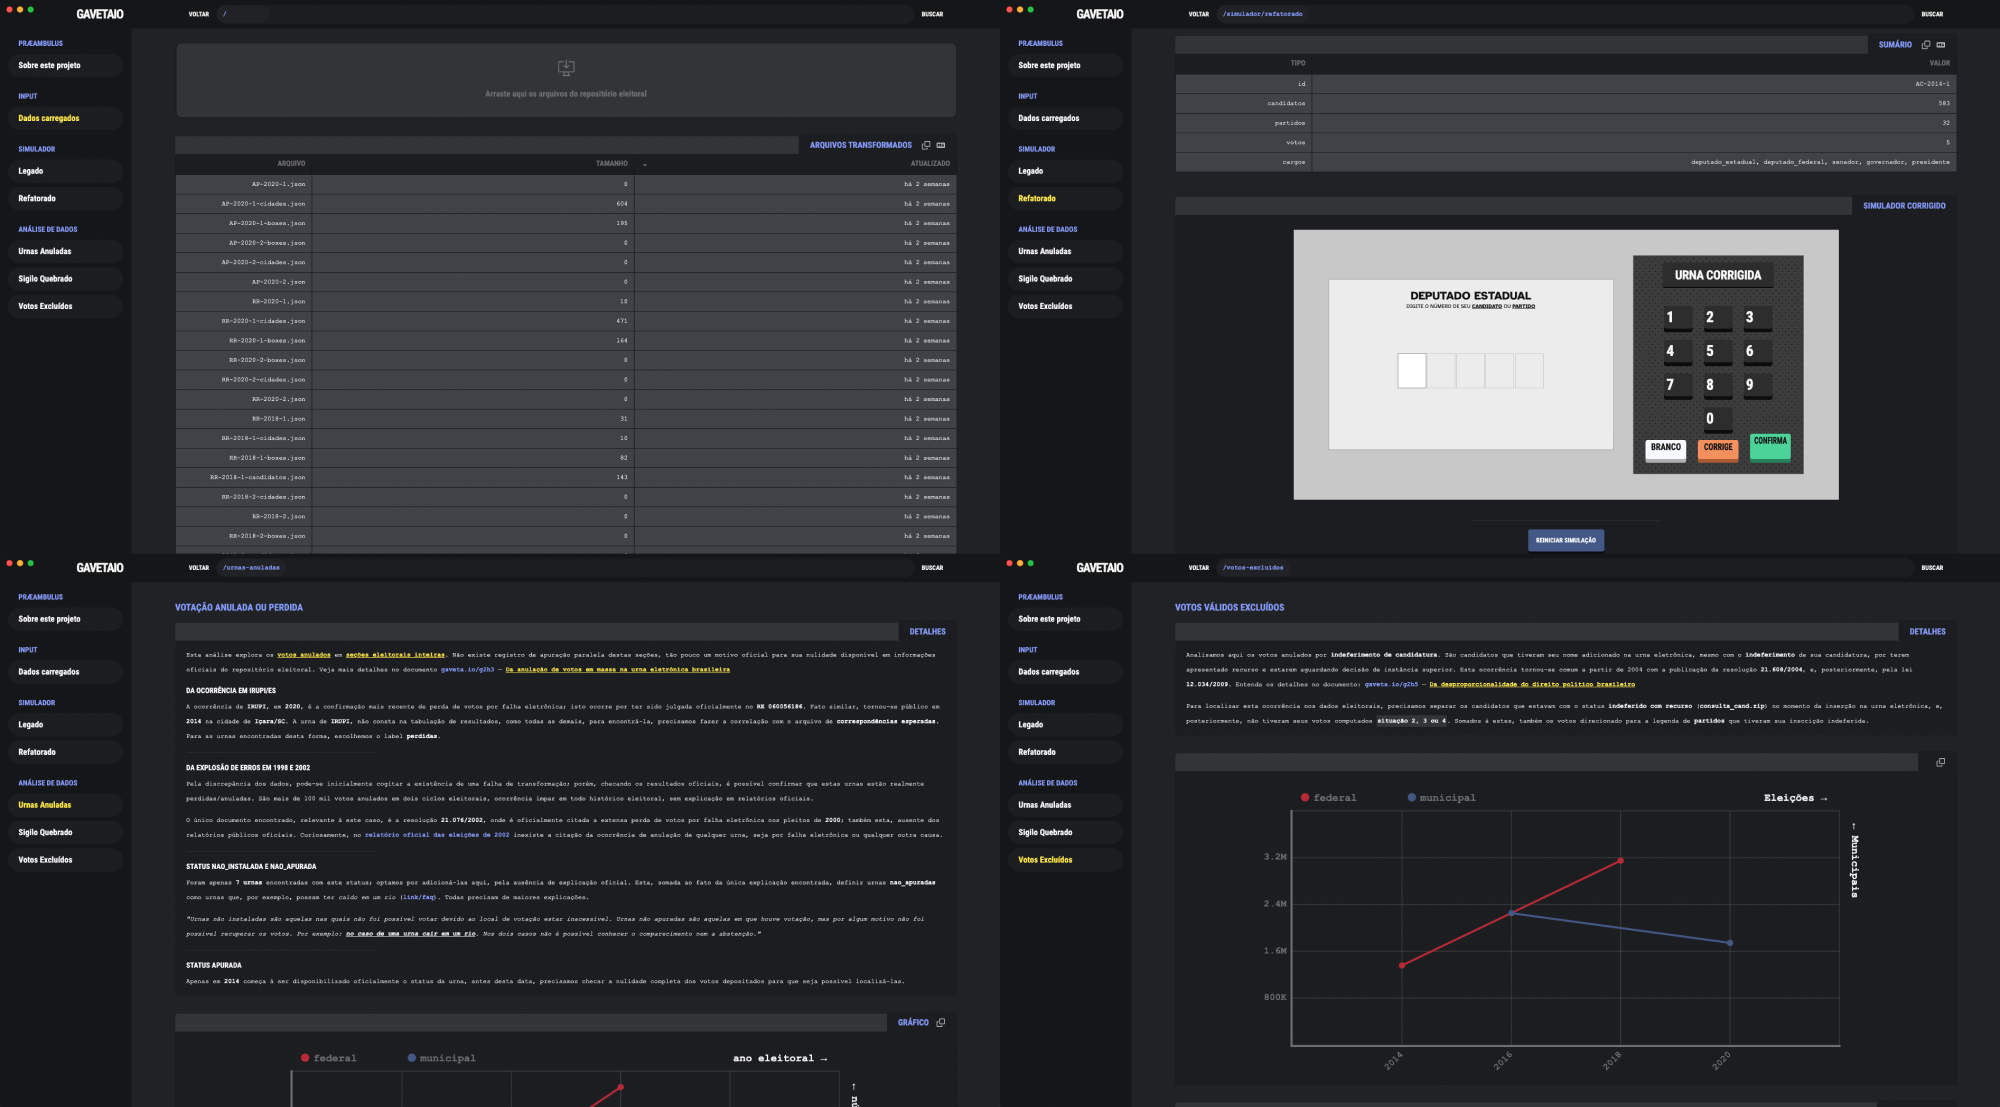 GAVETAIO
VOLTAR
/
BUSCAR
PRÆAMBULUS
Sobre este projeto
INPUT
Dados carregados
SIMULADOR
Legado
Refatorado
ANÁLISE DE DADOS
Urnas Anuladas
Sigilo Quebrado
Votos Excluídos
Arraste aqui os arquivos do repositório eleitoral
ARQUIVOS TRANSFORMADOS
ARQUIVO TAMANHO ATUALIZADO
AP-2020-1.json 0 há 2 semanas
AP-2020-1-cidades.json 604 há 2 semanas
AP-2020-1-boxes.json 195 há 2 semanas
AP-2020-2-boxes.json 0 há 2 semanas
AP-2020-2-cidades.json 0 há 2 semanas
AP-2020-2.json 0 há 2 semanas
RR-2020-1.json 10 há 2 semanas
RR-2020-1-cidades.json 471 há 2 semanas
RR-2020-1-boxes.json 164 há 2 semanas
RR-2020-2-boxes.json 0 há 2 semanas
RR-2020-2-cidades.json 0 há 2 semanas
RR-2020-2.json 0 há 2 semanas
RR-2018-1.json 31 há 2 semanas
RR-2018-1-cidades.json 10 há 2 semanas
RR-2018-1-boxes.json 82 há 2 semanas
RR-2018-1-candidatos.json 143 há 2 semanas
RR-2018-2-cidades.json 0 há 2 semanas
RR-2018-2.json 0 há 2 semanas
RR-2018-2-boxes.json 0 há 2 semanas
GAVETAIO
VOLTAR
/simulador/refatorado
BUSCAR
PRÆAMBULUS
Sobre este projeto
INPUT
Dados carregados
SIMULADOR
Legado
Refatorado
ANÁLISE DE DADOS
Urnas Anuladas
Sigilo Quebrado
Votos Excluídos
SUMÁRIO
TIPO VALOR
id AC-2014-1
candidatos 583
partidos 32
votos 5
cargos deputado_estadual, deputado_federal, senador, governador, presidente
SIMULADOR CORRIGIDO
DEPUTADO ESTADUAL
DIGITE O NÚMERO DE SEU CANDIDATO OU PARTIDO
URNA CORRIGIDA
1 2 3
4 5 6
7 8 9
0
BRANCO CORRIGE CONFIRMA
REINICIAR SIMULAÇÃO
GAVETAIO
VOLTAR
/urnas-anuladas
BUSCAR
PRÆAMBULUS
Sobre este projeto
INPUT
Dados carregados
SIMULADOR
Legado
Refatorado
ANÁLISE DE DADOS
Urnas Anuladas
Sigilo Quebrado
Votos Excluídos
VOTAÇÃO ANULADA OU PERDIDA
DETALHES
Esta análise explora os votos anulados em seções eleitorais inteiras. Não existe registro de apuração paralela destas seções, tão pouco um motivo oficial para sua nulidade disponível em informações
oficiais do repositório eleitoral. Veja mais detalhes no documento gaveta.io/g2h3 — Da anulação de votos em massa na urna eletrônica brasileira
DA OCORRÊNCIA EM IRUPI/ES
A ocorrência de IRUPI, em 2020, é a confirmação mais recente de perda de votos por falha eletrônica; isto ocorre por ter sido julgada oficialmente no RE 060056186. Fato similar, tornou-se público em
2014 na cidade de Içara/SC. A urna de IRUPI, não consta na tabulação de resultados, como todas as demais, para encontrá-la, precisamos fazer a correlação com o arquivo de correspondências esperadas.
Para as urnas encontradas desta forma, escolhemos o label perdidas.
DA EXPLOSÃO DE ERROS EM 1998 E 2002
Pela discrepância dos dados, pode-se inicialmente cogitar a existência de uma falha de transformação; porém, checando os resultados oficiais, é possível confirmar que estas urnas estão realmente
perdidas/anuladas. São mais de 100 mil votos anulados em dois ciclos eleitorais, ocorrência ímpar em todo histórico eleitoral, sem explicação em relatórios oficiais.
O único documento encontrado, relevante à este caso, é a resolução 21.076/2002, onde é oficialmente citada a extensa perda de votos por falha eletrônica nos pleitos de 2000; também esta, ausente dos
relatórios públicos oficiais. Curiosamente, no relatório oficial das eleições de 2002 inexiste a citação da ocorrência de anulação de qualquer urna, seja por falha eletrônica ou qualquer outra causa.
STATUS NAO_INSTALADA E NAO_APURADA
Foram apenas 7 urnas encontradas com este status; optamos por adicioná-las aqui, pela ausência de explicação oficial. Esta, somada ao fato da única explicação encontrada, definir urnas nao_apuradas
como urnas que, por exemplo, possam ter caído em um rio (link/faq). Todas precisam de maiores explicações.
"Urnas não instaladas são aquelas nas quais não foi possível votar devido ao local de votação estar inacessível. Urnas não apuradas são aquelas em que houve votação, mas por algum motivo não foi
possível recuperar os votos. Por exemplo: no caso de uma urna cair em um rio. Nos dois casos não é possível conhecer o comparecimento nem a abstenção."
STATUS APURADA
Apenas em 2014 começa à ser disponibilizado oficialmente o status da urna, antes desta data, precisamos checar a nulidade completa dos votos depositados para que seja possível localizá-las.
GRÁFICO
federal municipal ano eleitoral →
GAVETAIO
VOLTAR
/votos-excluidos
BUSCAR
PRÆAMBULUS
Sobre este projeto
INPUT
Dados carregados
SIMULADOR
Legado
Refatorado
ANÁLISE DE DADOS
Urnas Anuladas
Sigilo Quebrado
Votos Excluídos
VOTOS VÁLIDOS EXCLUÍDOS
DETALHES
Analisamos aqui os votos anulados por indeferimento de candidatura. São candidatos que tiveram seu nome adicionado na urna eletrônica, mesmo com o indeferimento de sua candidatura, por terem
apresentado recurso e estarem aguardando decisão de instância superior. Esta ocorrência tornou-se comum a partir de 2004 com a publicação da resolução 21.608/2004, e, posteriormente, pela lei
12.034/2009. Entenda os detalhes no documento: gaveta.io/g2h5 — Da desproporcionalidade do direito político brasileiro
Para localizar esta ocorrência nos dados eleitorais, precisamos separar os candidatos que estavam com o status indeferido com recurso (consulta_cand.zip) no momento da inserção na urna eletrônica, e,
posteriormente, não tiveram seus votos computados situação 2, 3 ou 4. Somados à estes, também os votos direcionado para a legenda de partidos que tiveram sua inscrição indeferida.
federal municipal Eleições →
↑ Municipais
3.2M
2.4M
1.6M
800K
2014 2016 2018 2020